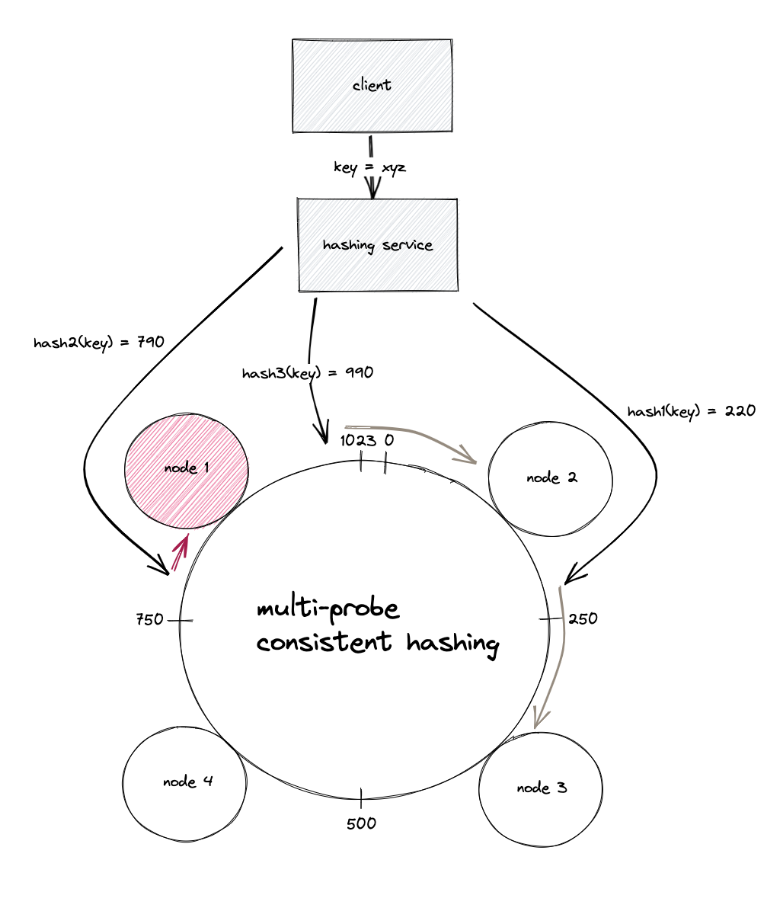 client
key = xyz
hashing service
hash2(key) = 790
hash3(key) = 990
hash1(key) = 220
1023 0
node 1
node 2
multi-probe
consistent hashing
750
250
node 4
node 3
500